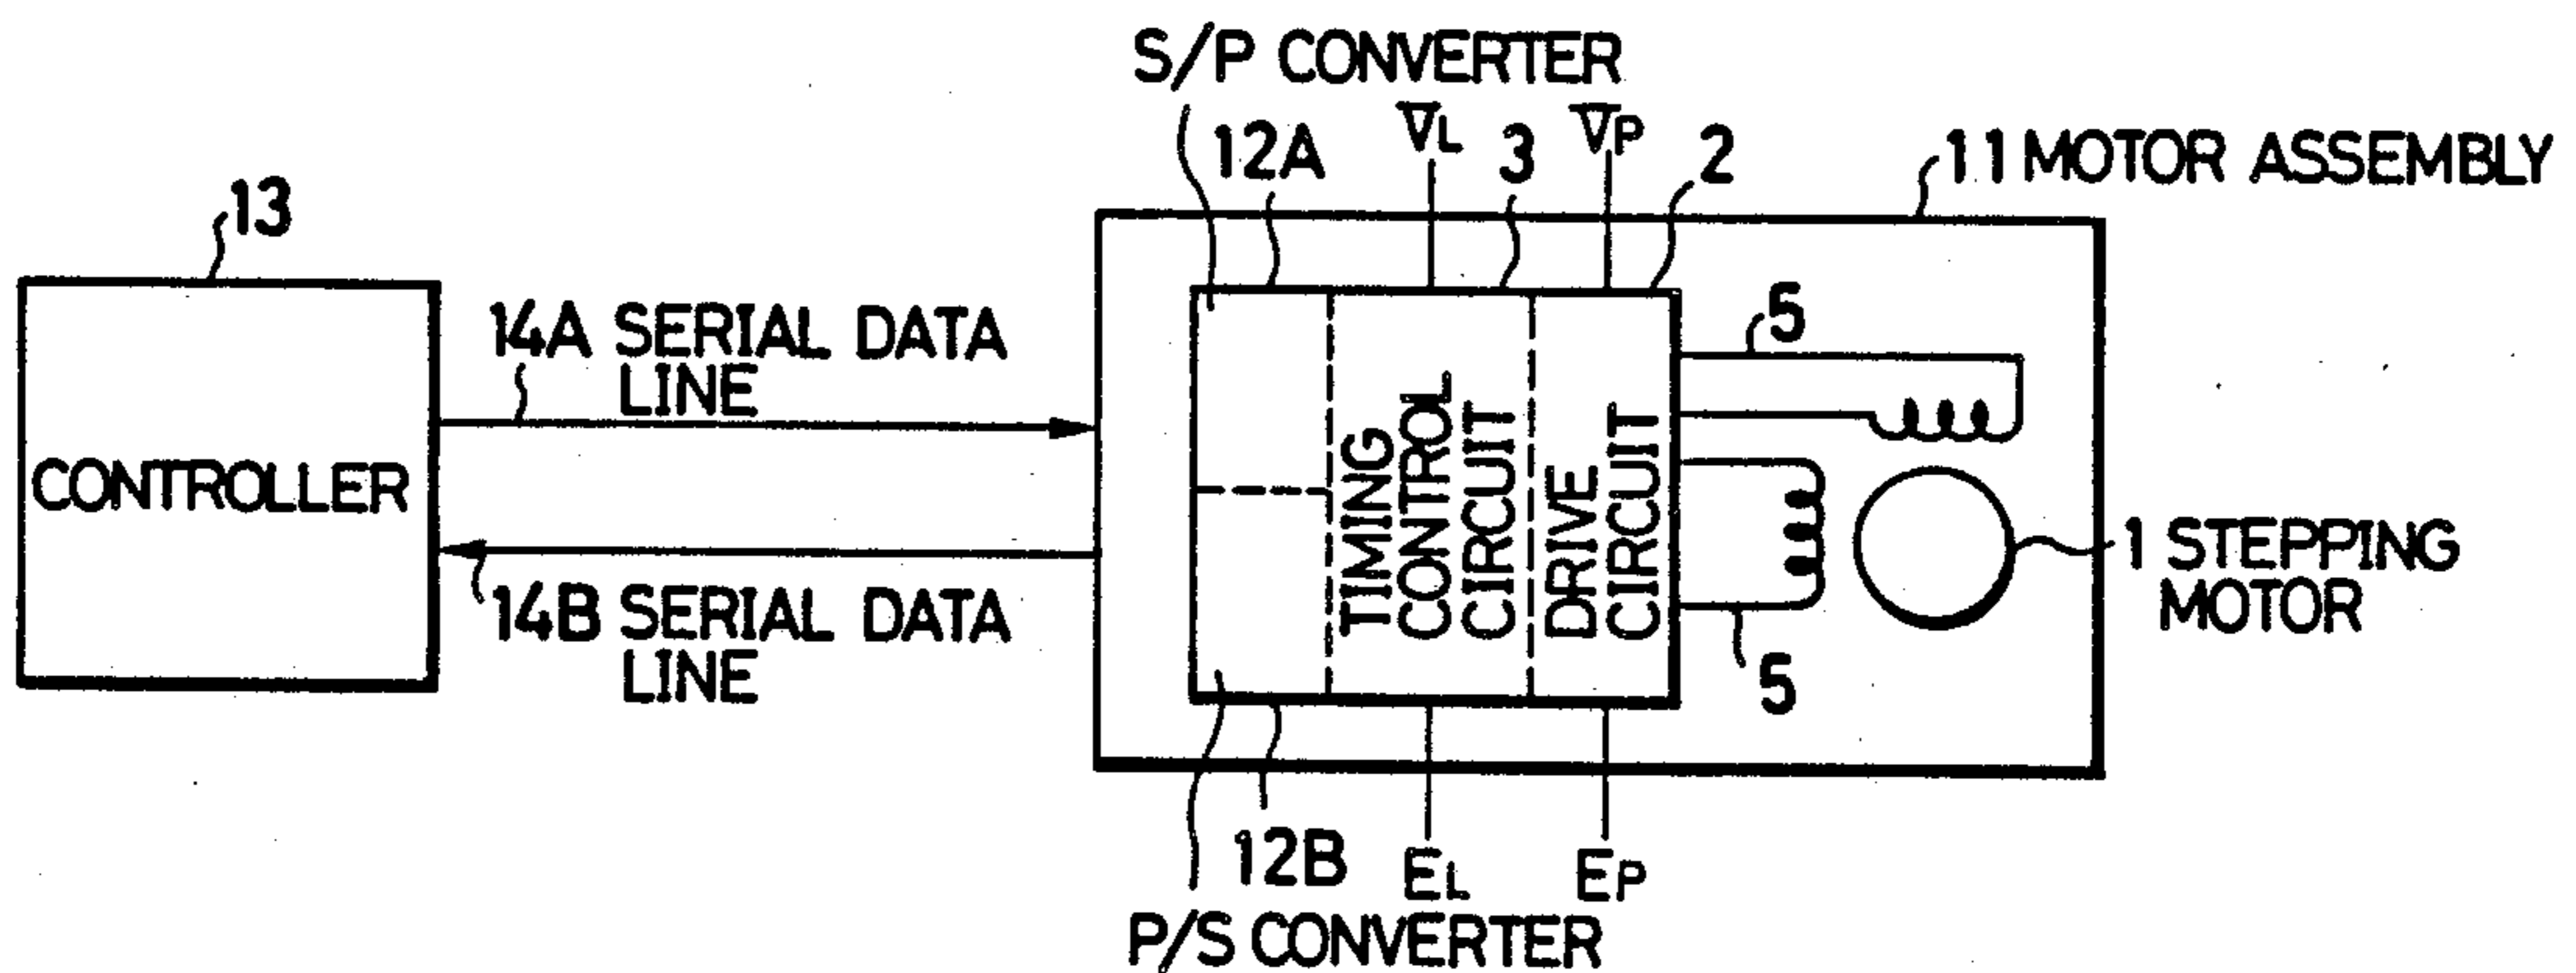 S/P CONVERTER
12A
VL
3
VP
2
11 MOTOR ASSEMBLY
13
CONTROLLER
14A SERIAL DATA
LINE
14B SERIAL DATA
LINE
TIMING
CONTROL
CIRCUIT
DRIVE
CIRCUIT
5
5
1 STEPPING
MOTOR
12B
EL
EP
P/S CONVERTER